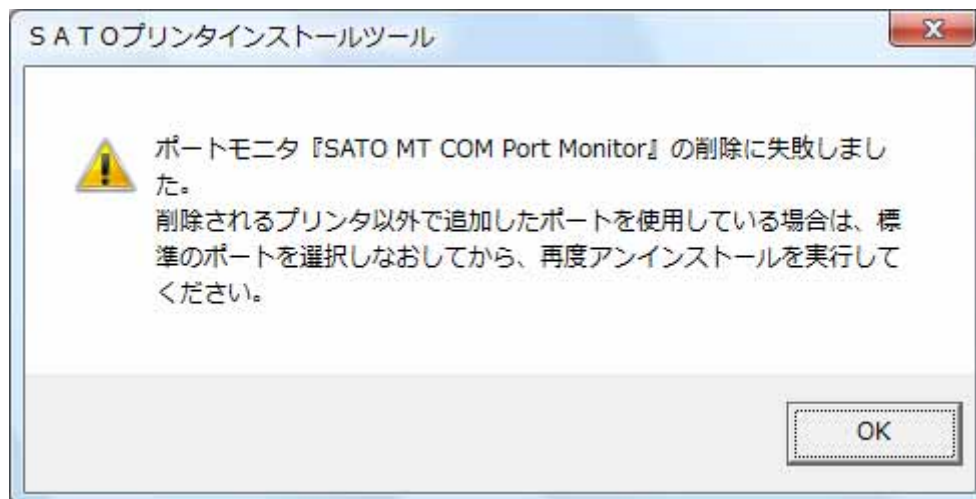 ＳＡＴＯプリンタインストールツール
ポートモニタ『SATO MT COM Port Monitor』の削除に失敗しまし
た。
削除されるプリンタ以外で追加したポートを使用している場合は、標
準のポートを選択しなおしてから、再度アンインストールを実行して
ください。
OK